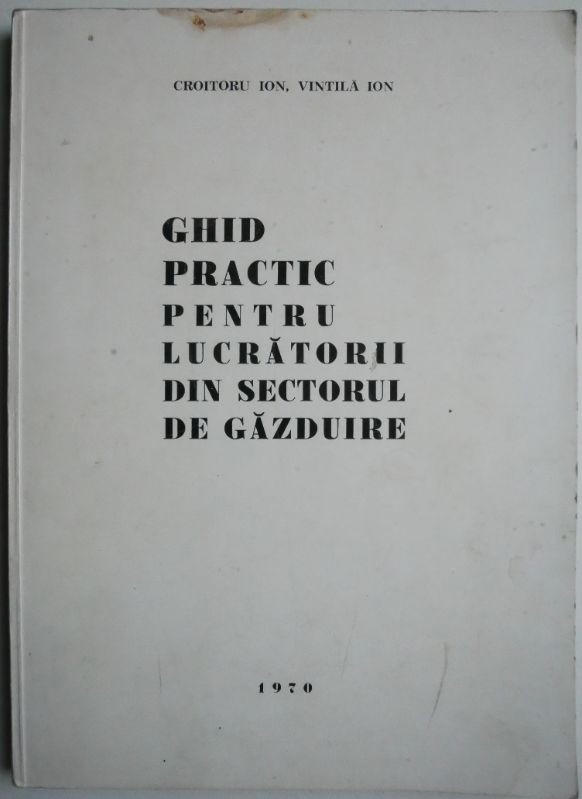 CROITORU ION, VINTILĂ ION
GHID
PRACTIC
PENTRU
LUCRĂTORII
DIN SECTORUL
DE GĂZDUIRE
1970